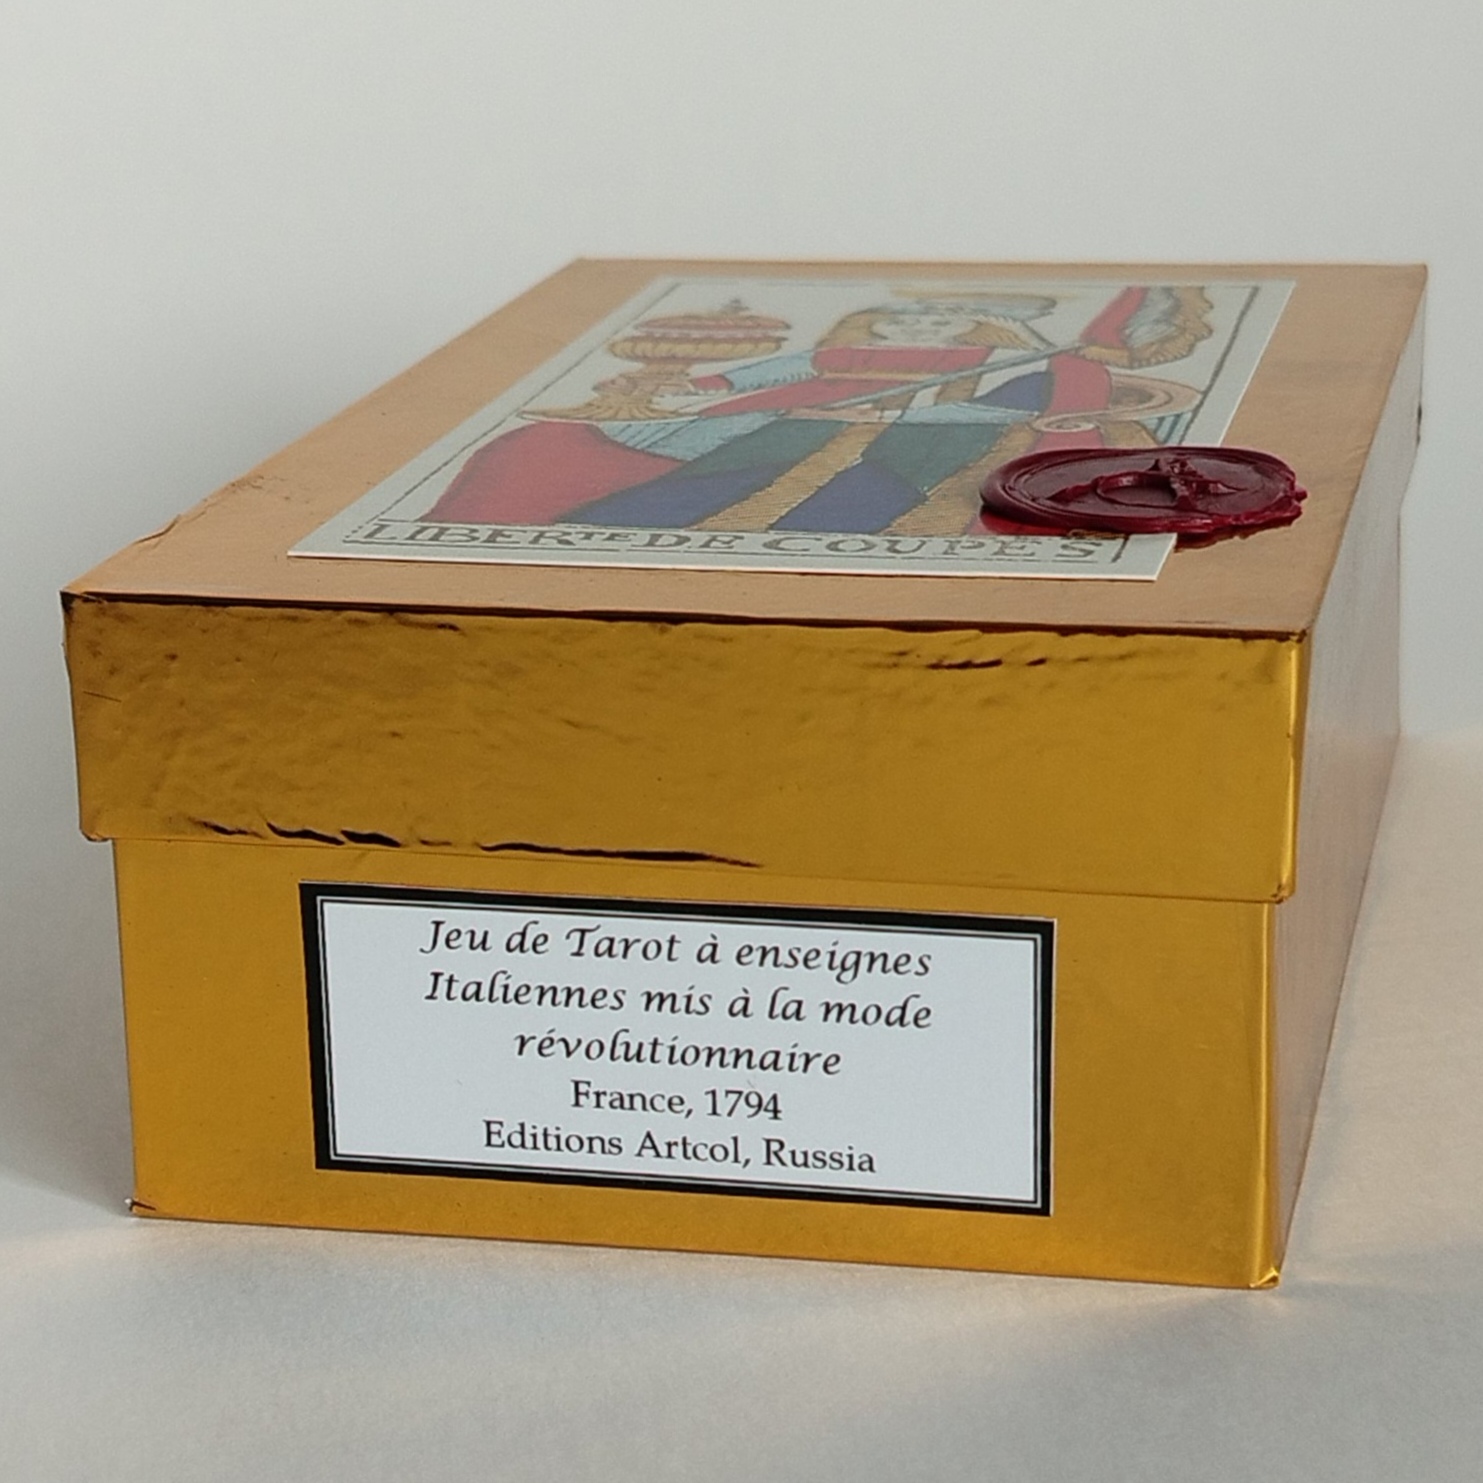 LIBERTE DE COUPES
Jeu de Tarot à enseignes
Italiennes mis à la mode
révolutionnaire
France, 1794
Editions Artcol, Russia